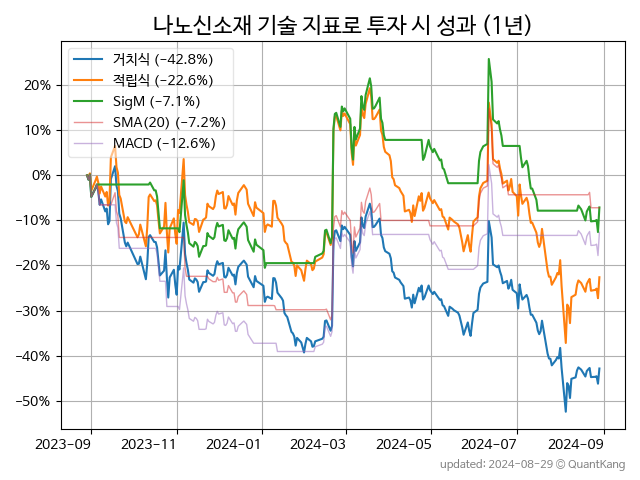 나노신소재 기술 지표로 투자 시 성과 (1년)
거치식 (−42.8%)
적립식 (−22.6%)
SigM (−7.1%)
SMA(20) (−7.2%)
MACD (−12.6%)
20%
10%
0%
−10%
−20%
−30%
−40%
−50%
2023-09 2023-11 2024-01 2024-03 2024-05 2024-07 2024-09
updated: 2024-08-29 © QuantKang